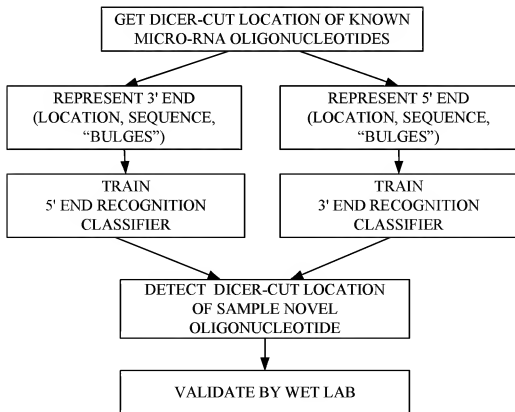 GET DICER-CUT LOCATION OF KNOWN
MICRO-RNA OLIGONUCLEOTIDES
REPRESENT 3' END
(LOCATION, SEQUENCE,
“BULGES”)
REPRESENT 5' END
(LOCATION, SEQUENCE,
“BULGES”)
TRAIN
5' END RECOGNITION
CLASSIFIER
TRAIN
3' END RECOGNITION
CLASSIFIER
DETECT DICER-CUT LOCATION
OF SAMPLE NOVEL
OLIGONUCLEOTIDE
VALIDATE BY WET LAB